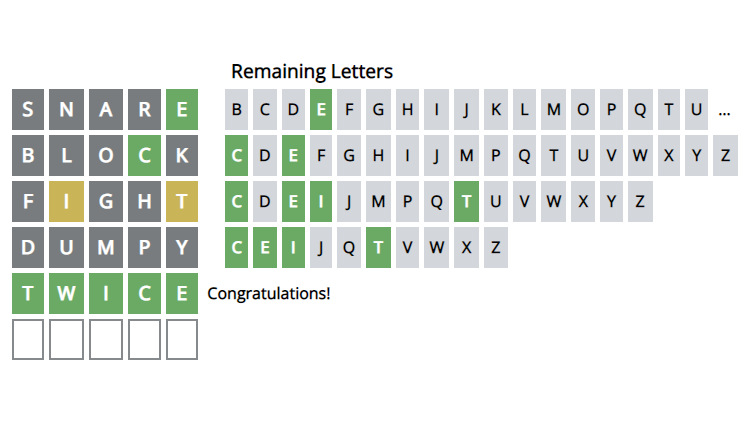 Remaining Letters
S N A R E B C D E F G H I J K L M O P Q T U ...
B L O C K C D E F G H I J M P Q T U V W X Y Z
F I G H T C D E I J M P Q T U V W X Y Z
D U M P Y C E I J Q T V W X Z
T W I C E Congratulations!